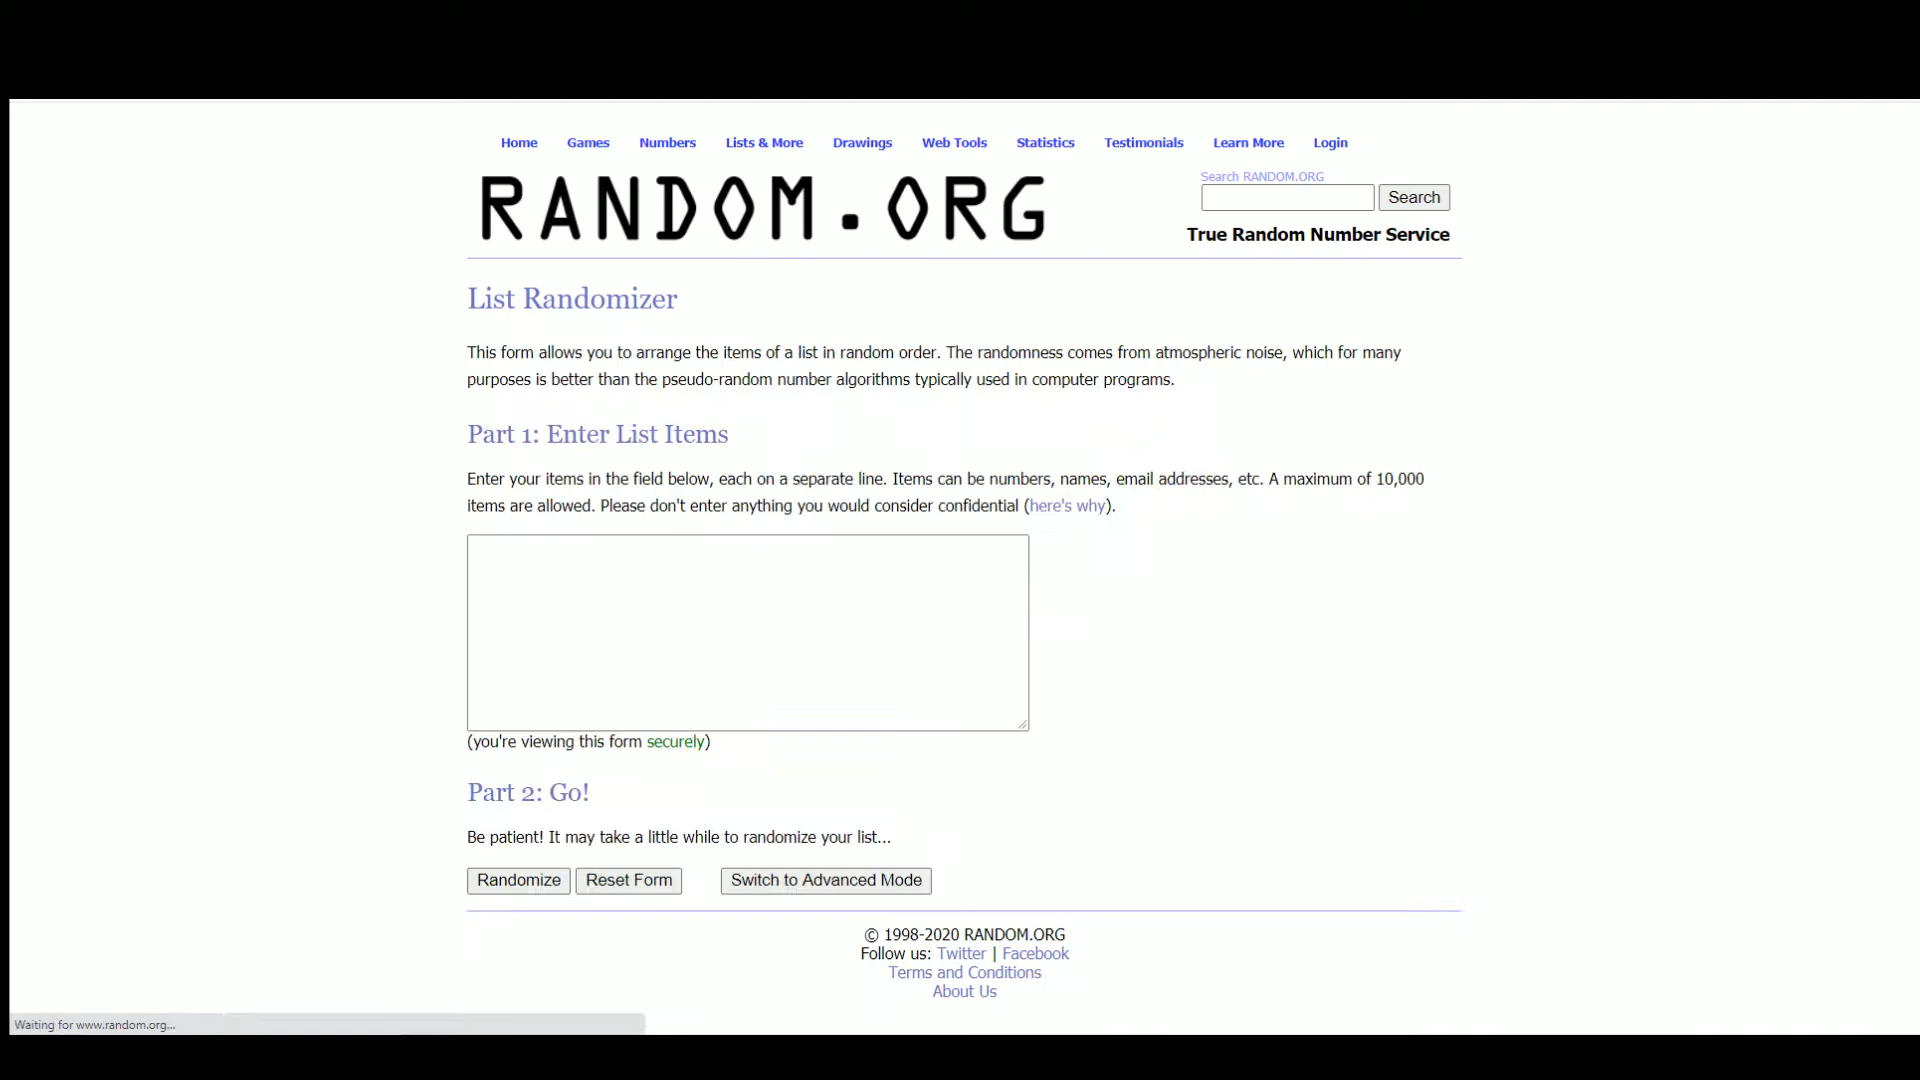 Home Games Numbers Lists & More Drawings Web Tools Statistics Testimonials Learn More Login
RANDOM.ORG
Search RANDOM.ORG
Search
True Random Number Service
List Randomizer
This form allows you to arrange the items of a list in random order. The randomness comes from atmospheric noise, which for many
purposes is better than the pseudo-random number algorithms typically used in computer programs.
Part 1: Enter List Items
Enter your items in the field below, each on a separate line. Items can be numbers, names, email addresses, etc. A maximum of 10,000
items are allowed. Please don't enter anything you would consider confidential (here's why).
(you're viewing this form securely)
Part 2: Go!
Be patient! It may take a little while to randomize your list...
Randomize Reset Form Switch to Advanced Mode
© 1998-2020 RANDOM.ORG
Follow us: Twitter | Facebook
Terms and Conditions
About Us
Waiting for www.random.org...